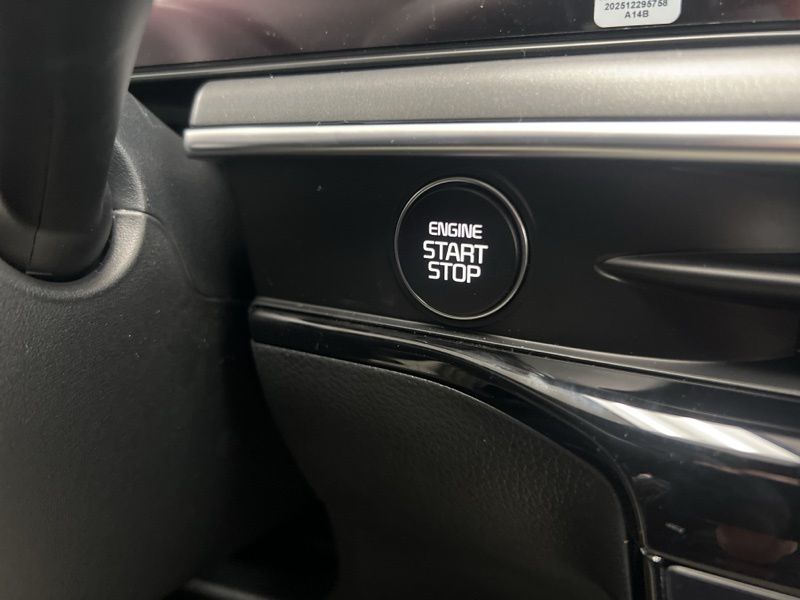 202512295758
A14B
ENGINE
START
STOP